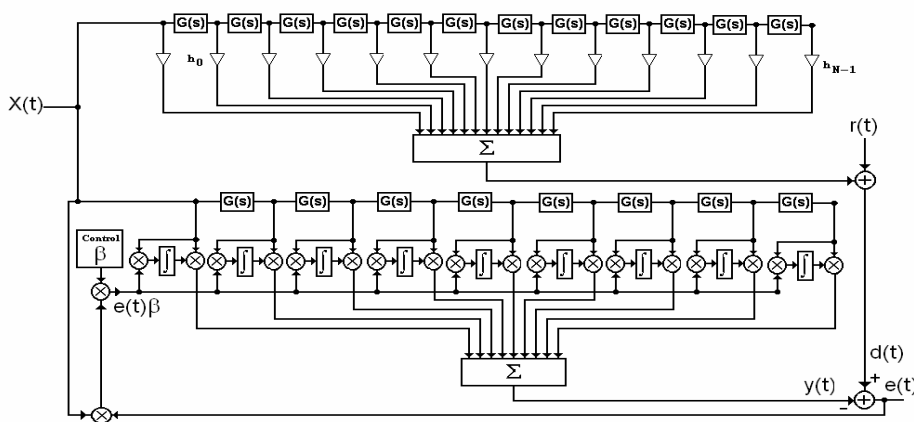 G(s) G(s) G(s) G(s) G(s) G(s) G(s) G(s) G(s) G(s) G(s) G(s)
h0 hN-1
X(t)
r(t)
Σ
+
G(s) G(s) G(s) G(s) G(s) G(s) G(s) G(s)
Control
β
∫ ∫ ∫ ∫ ∫ ∫ ∫ ∫ ∫
e(t)β
d(t)
Σ
+
y(t) e(t)
+
-